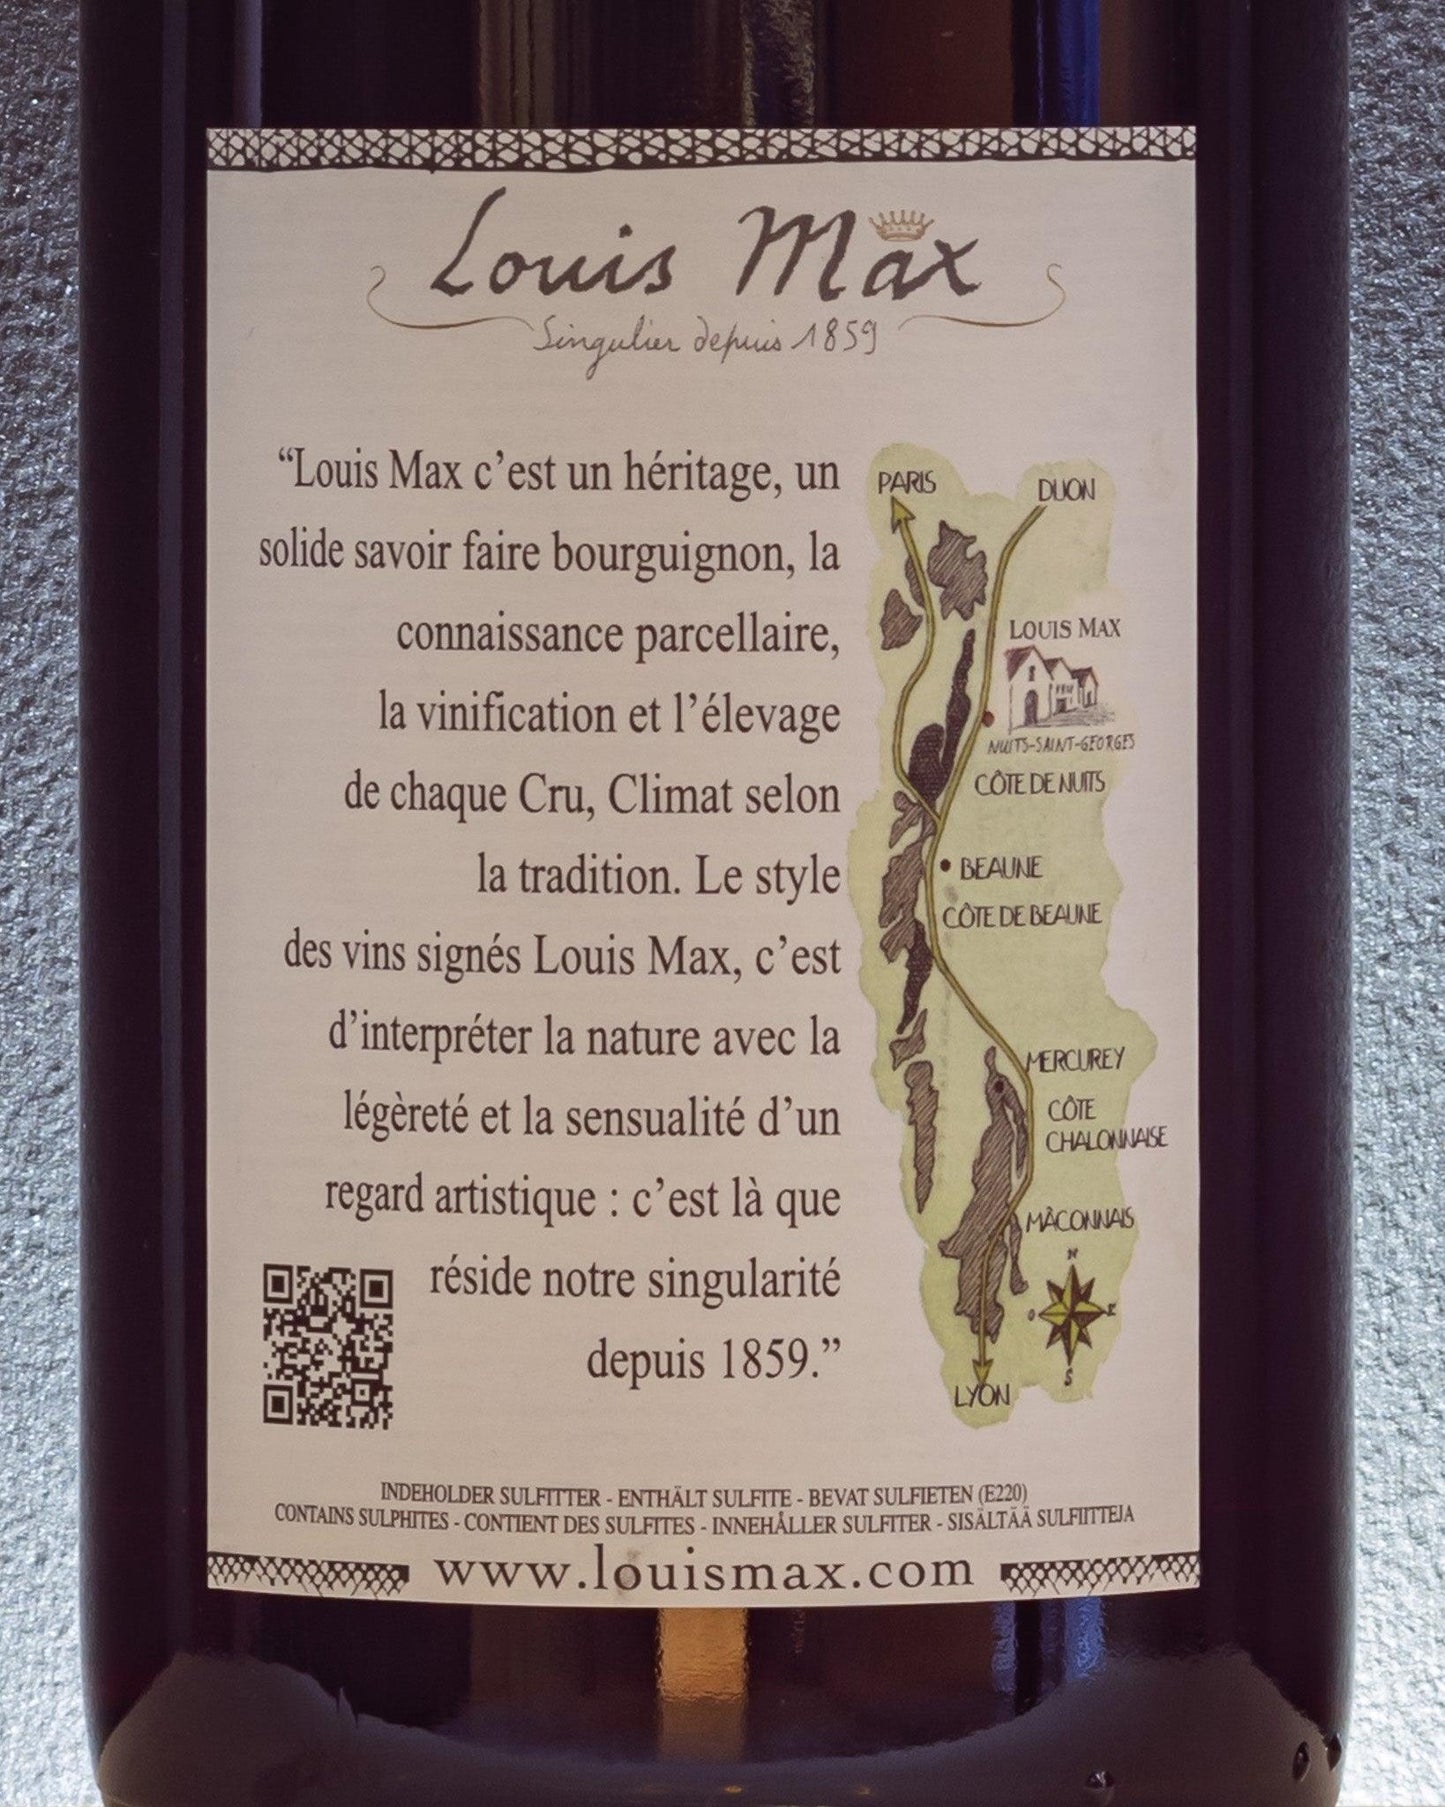 Louis Max
Singulier depuis 1859
“Louis Max c’est un héritage, un
solide savoir faire bourguignon, la
connaissance parcellaire,
la vinification et l’élevage
de chaque Cru, Climat selon
la tradition. Le style
des vins signés Louis Max, c’est
d’interpréter la nature avec la
légèreté et la sensualité d’un
regard artistique : c’est là que
réside notre singularité
depuis 1859.”
PARIS
DIJON
LOUIS MAX
NUITS-SAINT-GEORGES
CÔTE DE NUITS
BEAUNE
CÔTE DE BEAUNE
MERCUREY
CÔTE
CHALONNAISE
MÂCONNAIS
N
O E
S
LYON
INDEHOLDER SULFITTER - ENTHÄLT SULFITE - BEVAT SULFIETEN (E220)
CONTAINS SULPHITES - CONTIENT DES SULFITES - INNEHÅLLER SULFITER - SISÄLTÄÄ SULFIITTEJA
www.louismax.com